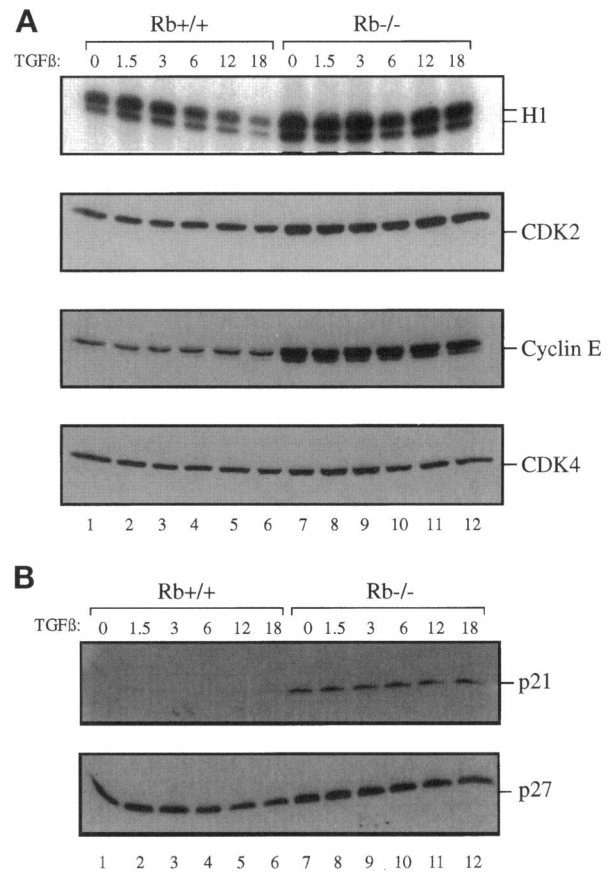 A
Rb+/+ Rb-/-
TGFß: 0 1.5 3 6 12 18 0 1.5 3 6 12 18
H1
CDK2
Cyclin E
CDK4
1 2 3 4 5 6 7 8 9 10 11 12
B
Rb+/+ Rb-/-
TGFß: 0 1.5 3 6 12 18 0 1.5 3 6 12 18
p21
p27
1 2 3 4 5 6 7 8 9 10 11 12